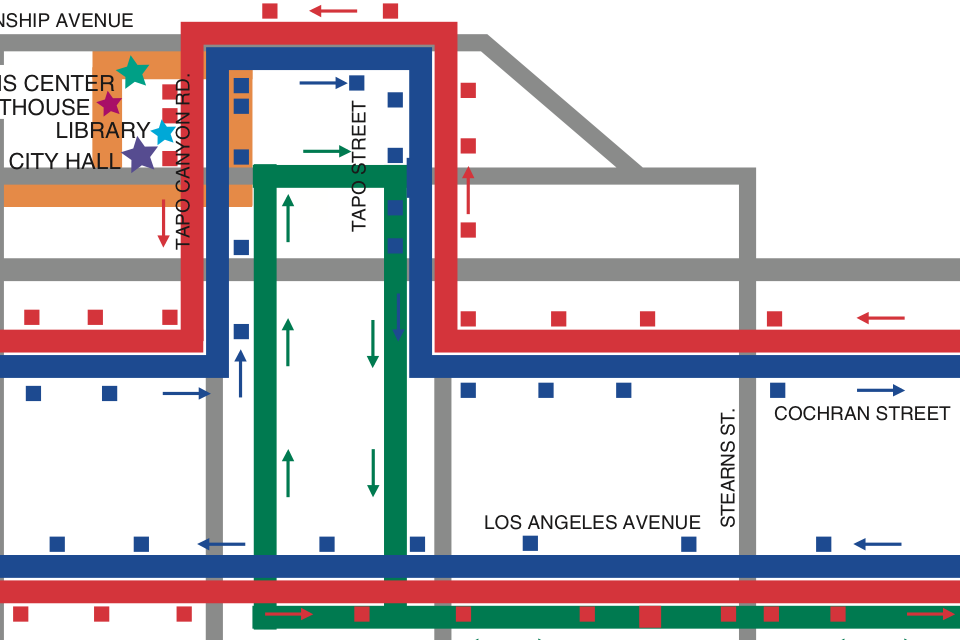 NSHIP AVENUE
IS CENTER
THOUSE
LIBRARY
CITY HALL
TAPO CANYON RD.
TAPO STREET
COCHRAN STREET
STEARNS ST.
LOS ANGELES AVENUE